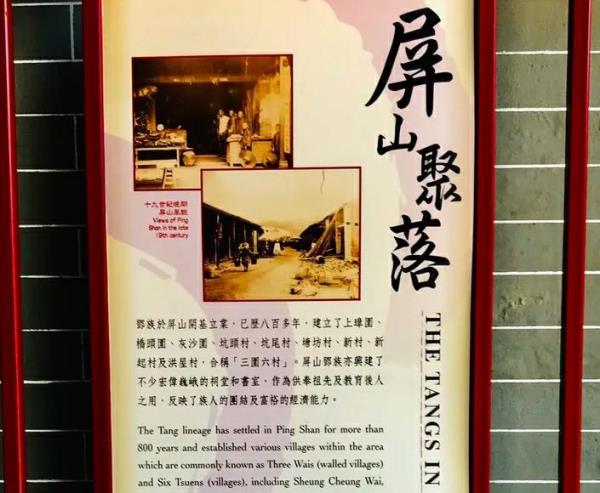 屏山聚落
THE TANGS IN
十九世紀晚期
屏山風貌
Views of Ping
Shan in the late
19th century
鄧族於屏山開基立業，已歷八百多年，建立了上璋圍、
橋頭圍、灰沙圍、坑頭村、坑尾村、塘坊村、新村、新
起村及洪屋村，合稱「三圍六村」。屏山鄧族亦興建了
不少宏偉巍峨的祠堂和書室，作為供奉祖先及教育後人
之用，反映了族人的團結及富裕的經濟能力。
The Tang lineage has settled in Ping Shan for more than
800 years and established various villages within the area
which are commonly known as Three Wais (walled villages)
and Six Tsuens (villages), including Sheung Cheung Wai,